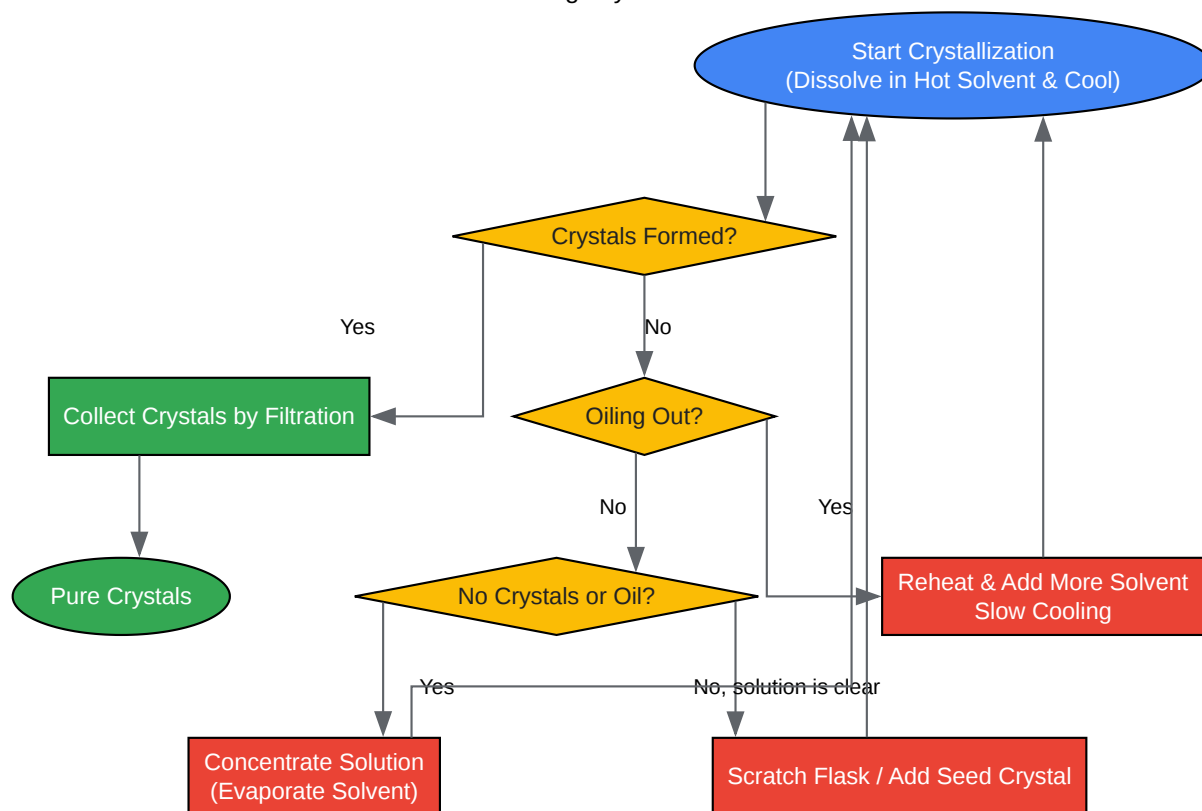 Start Crystallization
(Dissolve in Hot Solvent & Cool)
Crystals Formed?
Yes
No
Collect Crystals by Filtration
Oiling Out?
No
Yes
Pure Crystals
No Crystals or Oil?
Reheat & Add More Solvent
Slow Cooling
Yes
No, solution is clear
Concentrate Solution
(Evaporate Solvent)
Scratch Flask / Add Seed Crystal